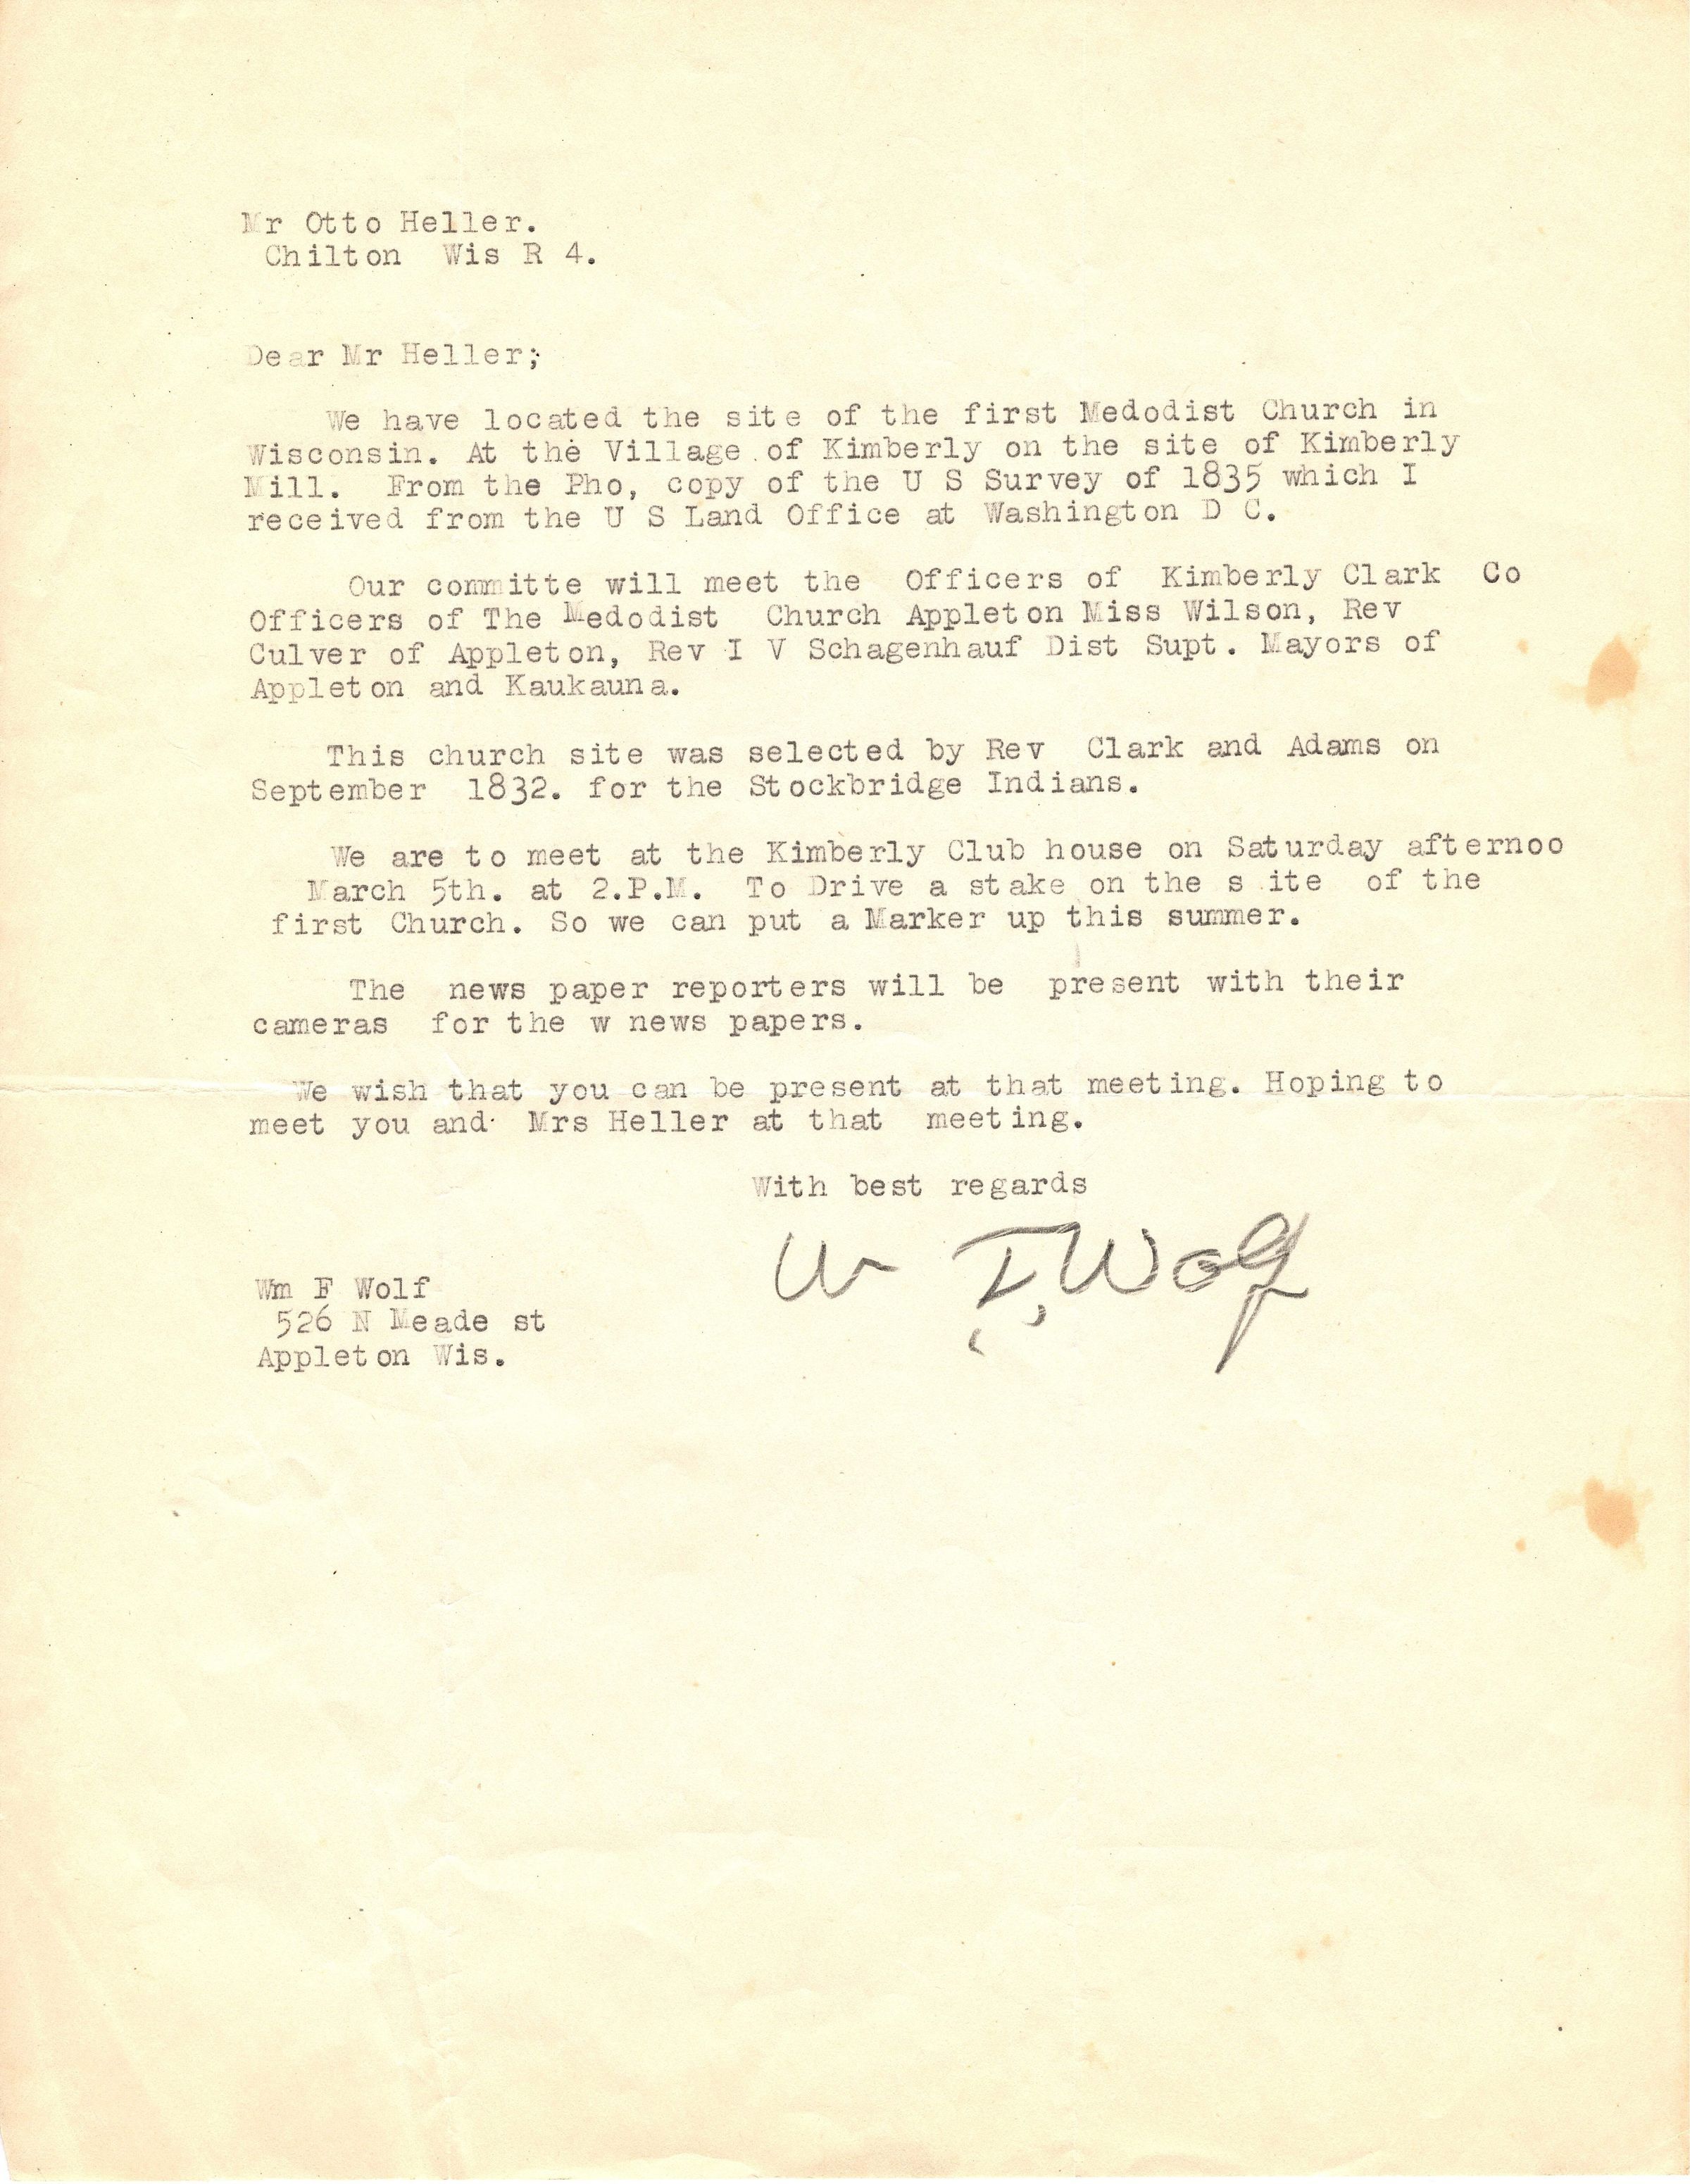 Mr Otto Heller.
Chilton Wis R 4.
Dear Mr Heller;
We have located the site of the first Medodist Church in
Wisconsin. At the Village of Kimberly on the site of Kimberly
Mill. From the Pho, copy of the U S Survey of 1835 which I
received from the U S Land Office at Washington D C.
Our committe will meet the Officers of Kimberly Clark Co
Officers of The Medodist Church Appleton Miss Wilson, Rev
Culver of Appleton, Rev I V Schagenhauf Dist Supt. Mayors of
Appleton and Kaukauna.
This church site was selected by Rev Clark and Adams on
September 1832. for the Stockbridge Indians.
We are to meet at the Kimberly Club house on Saturday afternoo
March 5th. at 2.P.M. To Drive a stake on the s ite of the
first Church. So we can put a Marker up this summer.
The news paper reporters will be present with their
cameras for the w news papers.
We wish that you can be present at that meeting. Hoping to
meet you and Mrs Heller at that meeting.
With best regards
Wm F. Wolf
Wm F Wolf
526 N Meade st
Appleton Wis.